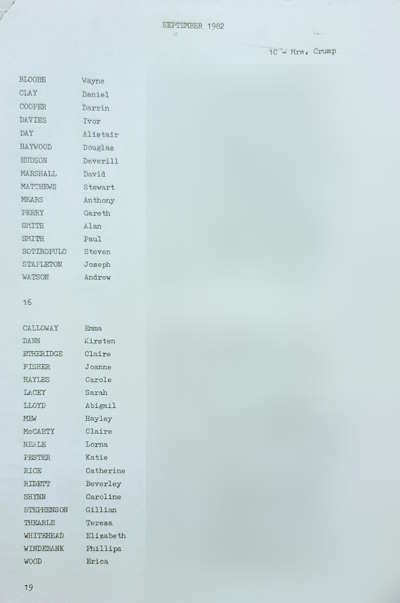 SEPTEMBER 1982
1C - Mrs. Crump
BLOORE Wayne
CLAY Daniel
COOPER Darrin
DAVIES Ivor
DAY Alistair
HAYWOOD Douglas
HUDSON Deverill
MARSHALL David
MATTHEWS Stewart
MEARS Anthony
PERRY Gareth
SMITH Alan
SMITH Paul
SOTIROPULO Steven
STAPLETON Joseph
WATSON Andrew
16
CALLOWAY Emma
DANN Kirsten
ETHERIDGE Claire
FISHER Joanne
HAYLES Carole
LACEY Sarah
LLOYD Abigail
MEW Hayley
McCARTY Claire
NEALE Lorna
PESTER Katie
RICE Catherine
RIDETT Beverley
SHYNN Caroline
STEPHENSON Gillian
THEARLE Teresa
WHITEHEAD Elizabeth
WINDEBANK Phillipa
WOOD Erica
19